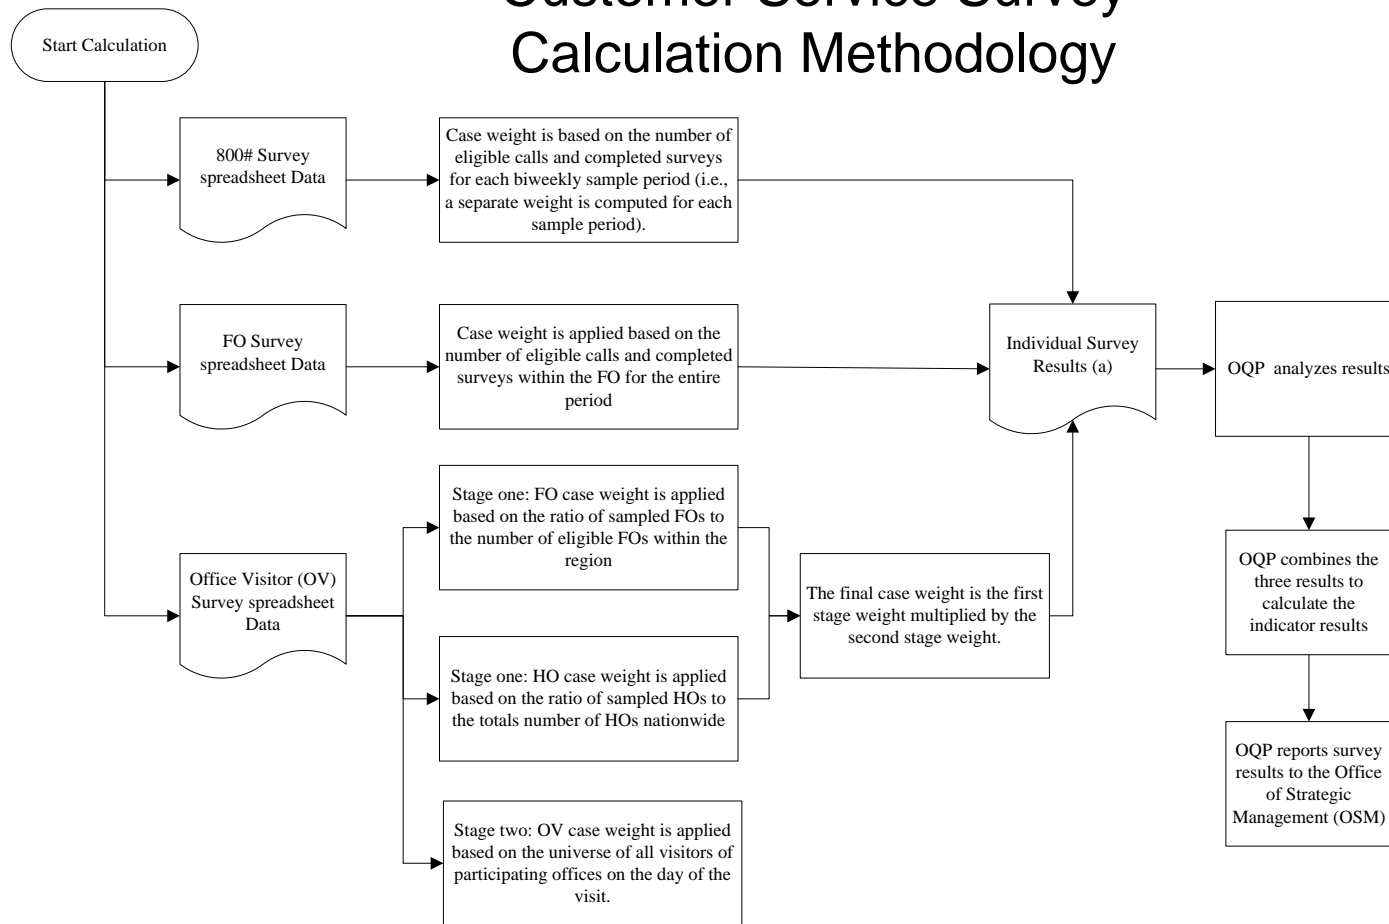 Customer Service Survey
Calculation Methodology
Start Calculation
800# Survey
spreadsheet Data
Case weight is based on the number of
eligible calls and completed surveys
for each biweekly sample period (i.e.,
a separate weight is computed for each
sample period).
FO Survey
spreadsheet Data
Case weight is applied based on the
number of eligible calls and completed
surveys within the FO for the entire
period
Individual Survey
Results (a)
OQP analyzes results
Stage one: FO case weight is applied
based on the ratio of sampled FOs to
the number of eligible FOs within the
region
Office Visitor (OV)
Survey spreadsheet
Data
The final case weight is the first
stage weight multiplied by the
second stage weight.
OQP combines the
three results to
calculate the
indicator results
Stage one: HO case weight is applied
based on the ratio of sampled HOs to
the totals number of HOs nationwide
OQP reports survey
results to the Office
of Strategic
Management (OSM)
Stage two: OV case weight is applied
based on the universe of all visitors of
participating offices on the day of the
visit.